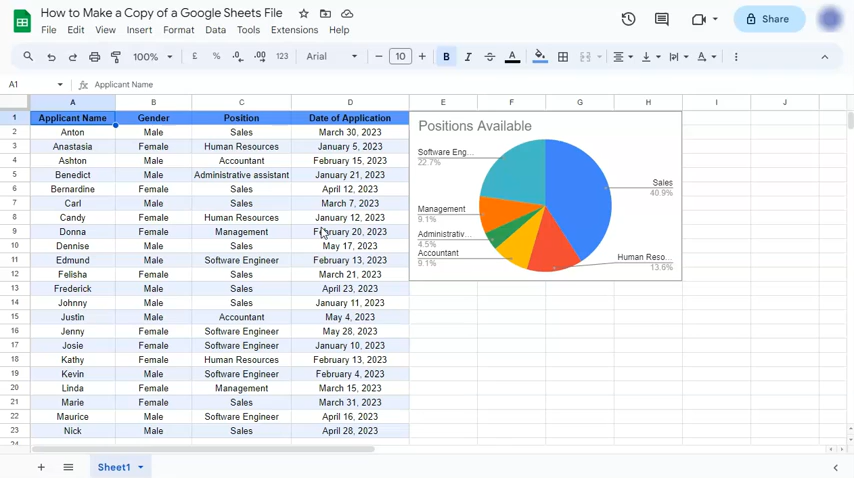 How to Make a Copy of a Google Sheets File
File Edit View Insert Format Data Tools Extensions Help
Share
100% £ % .0 .00 123 Arial 10 B I S A
A1 fx Applicant Name
A B C D E F G H I J
1 Applicant Name Gender Position Date of Application
2 Anton Male Sales March 30, 2023
3 Anastasia Female Human Resources January 5, 2023
4 Ashton Male Accountant February 15, 2023
5 Benedict Male Administrative assistant January 21, 2023
6 Bernardine Female Sales April 12, 2023
7 Carl Male Sales March 7, 2023
8 Candy Female Human Resources January 12, 2023
9 Donna Female Management February 20, 2023
10 Dennise Male Sales May 17, 2023
11 Edmund Male Software Engineer February 13, 2023
12 Felisha Female Sales March 21, 2023
13 Frederick Male Sales April 23, 2023
14 Johnny Male Sales January 11, 2023
15 Justin Male Accountant May 4, 2023
16 Jenny Female Software Engineer May 28, 2023
17 Josie Female Software Engineer January 10, 2023
18 Kathy Female Human Resources February 13, 2023
19 Kevin Male Software Engineer February 4, 2023
20 Linda Female Management March 15, 2023
21 Marie Female Sales March 31, 2023
22 Maurice Male Software Engineer April 16, 2023
23 Nick Male Sales April 28, 2023
24
Positions Available
Software Eng...
22.7%
Sales
40.9%
Management
9.1%
Administrativ...
4.5%
Accountant
9.1%
Human Reso...
13.6%
Sheet1